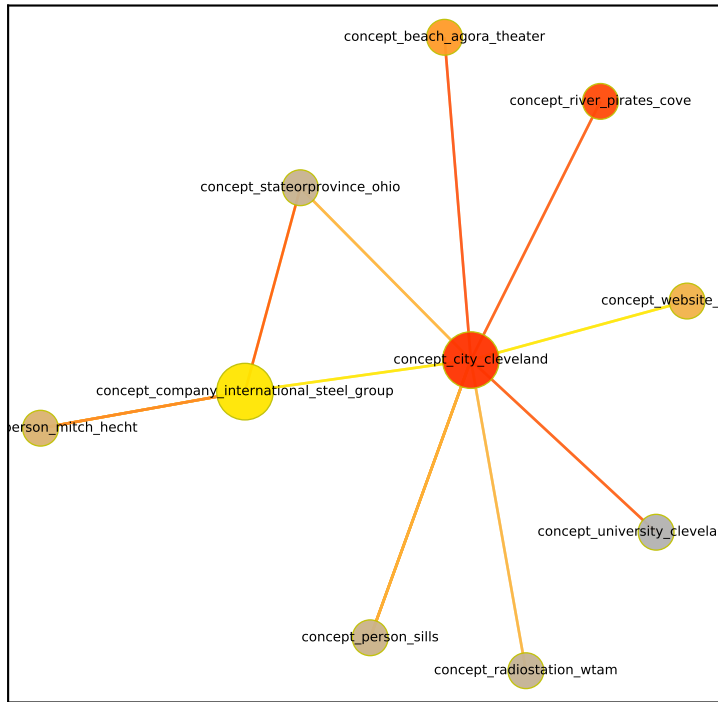 concept_beach_agora_theater
concept_river_pirates_cove
concept_stateorprovince_ohio
concept_website_
concept_city_cleveland
concept_company_international_steel_group
person_mitch_hecht
concept_university_clevela
concept_person_sills
concept_radiostation_wtam